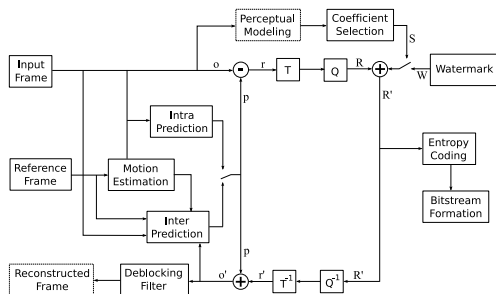 Perceptual
Modeling
Coefficient
Selection
S
Input
Frame
o
-
r
T
Q
R
+
W
Watermark
p
R'
Intra
Prediction
Entropy
Coding
Reference
Frame
Motion
Estimation
Bitstream
Formation
Inter
Prediction
p
Reconstructed
Frame
Deblocking
Filter
o'
+
r'
T-1
Q-1
R'